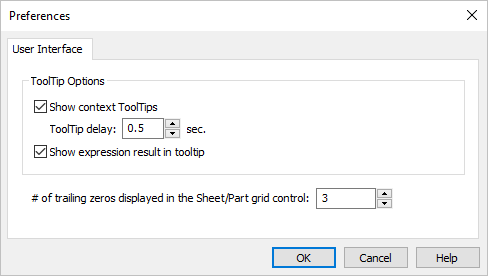 Preferences
User Interface
ToolTip Options
Show context ToolTips
ToolTip delay: 0.5 sec.
Show expression result in tooltip
# of trailing zeros displayed in the Sheet/Part grid control: 3
OK Cancel Help